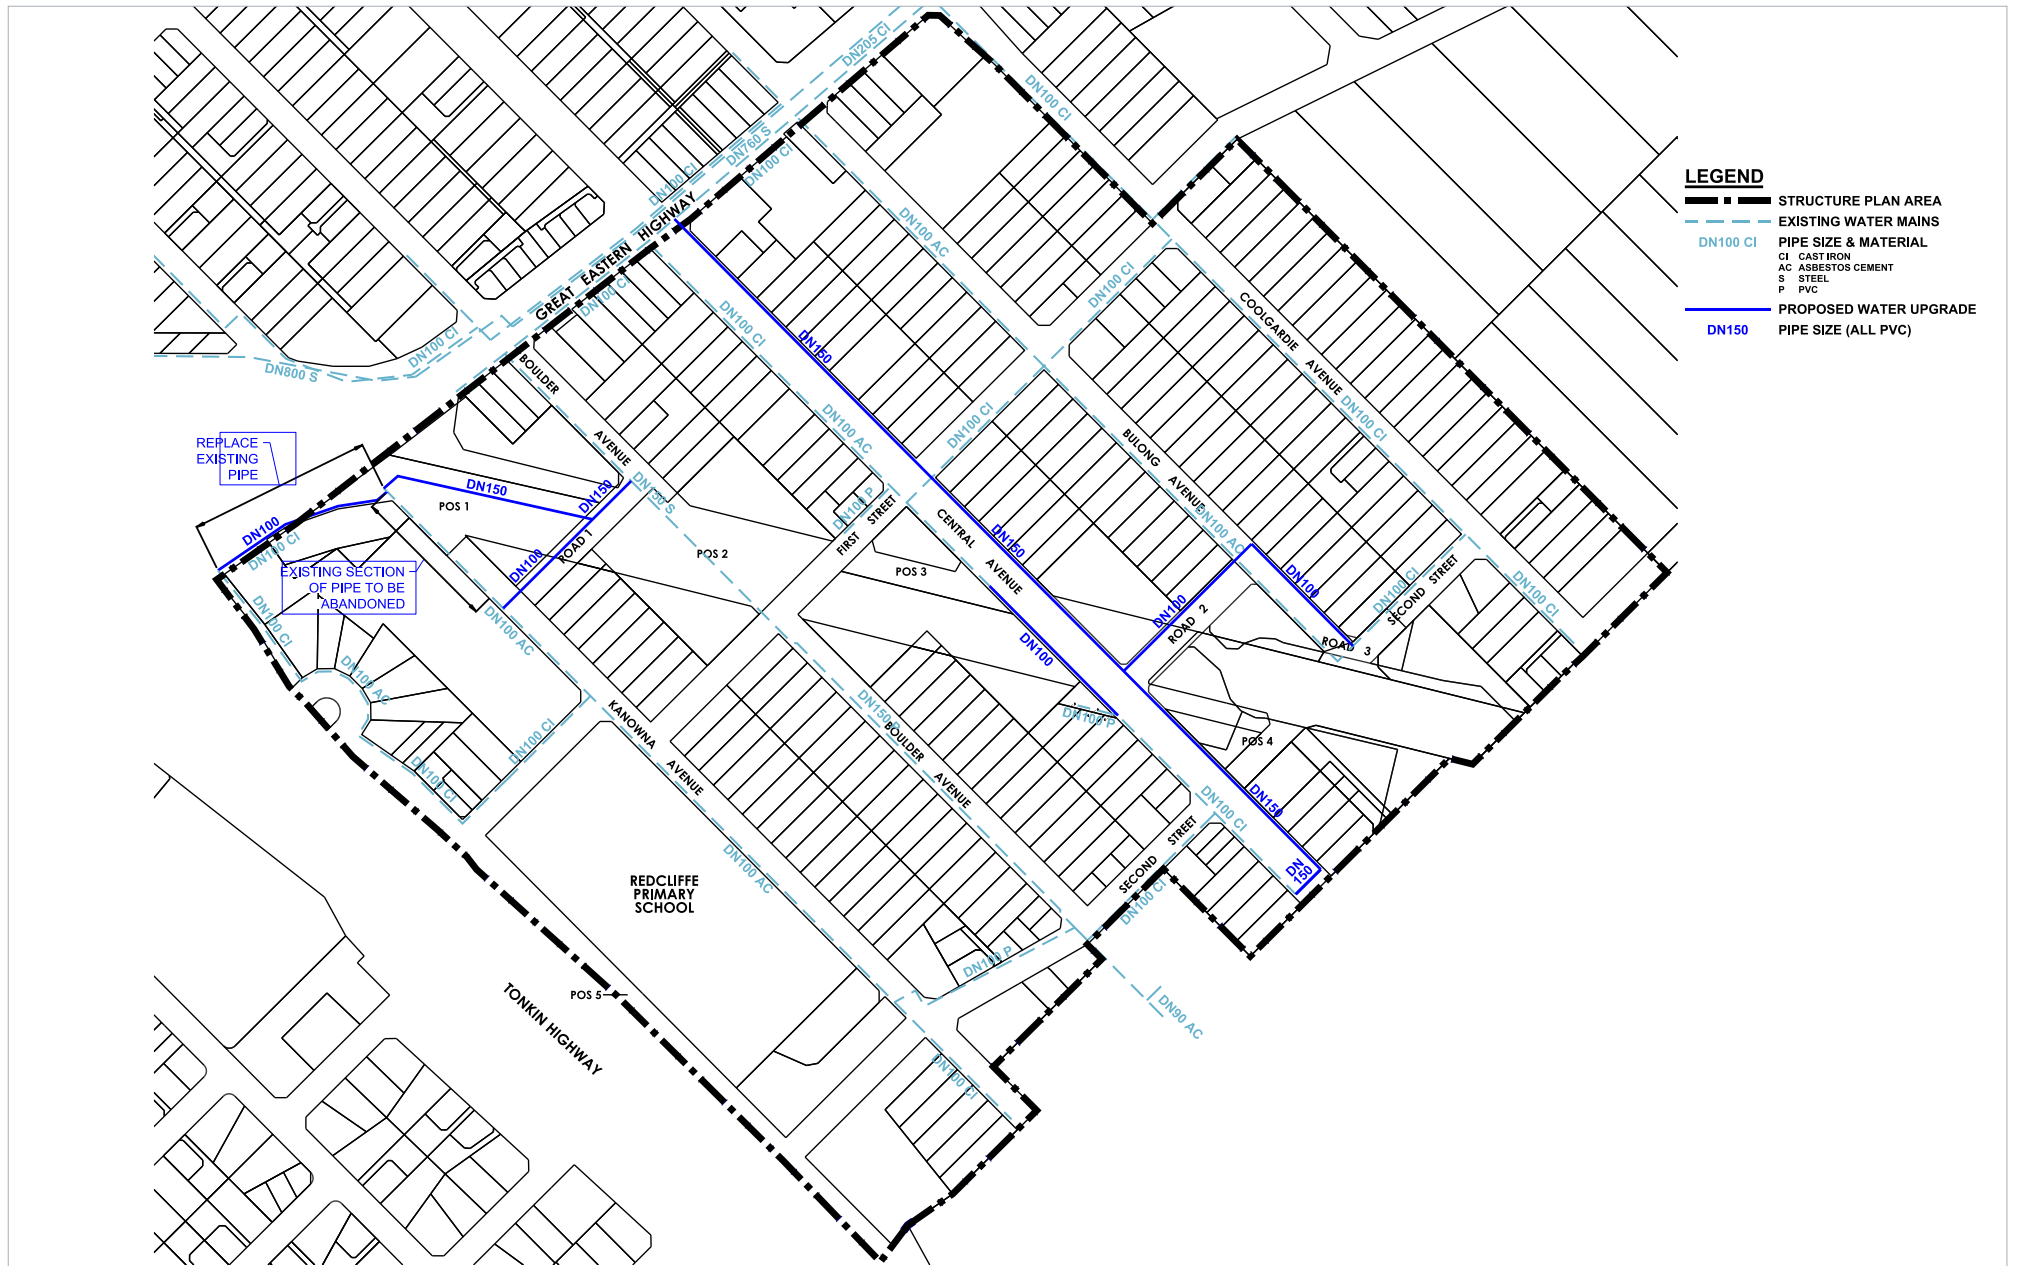 DN205 CI
DN100 CI
DN760 S
DN100 CI
DN100 CI
GREAT EASTERN HIGHWAY
DN100 CI
DN100 AC
DN100 CI
DN100 CI
DN100 CI
DN150
COOLGARDIE AVENUE
DN100 CI
DN800 S
BOULDER AVENUE
DN100 AC
DN100 CI
BULONG AVENUE
DN100 AC
REPLACE
EXISTING
PIPE
DN100
DN100 CI
DN150
POS 1
DN150
DN150 S
DN100
ROAD 1
POS 2
DN100 P
FIRST STREET
POS 3
CENTRAL AVENUE
DN150
DN100
DN100 CI
SECOND STREET
DN100 CI
EXISTING SECTION
OF PIPE TO BE
ABANDONED
DN100 CI
DN100 AC
DN100 AC
DN100
ROAD 2
ROAD 3
DN100
DN100 P
POS 4
KANOWNA AVENUE
DN100 CI
DN100 CI
DN150 P
BOULDER AVENUE
DN100 CI
DN150
SECOND STREET
DN100 CI
DN
150
DN100 AC
REDCLIFFE
PRIMARY
SCHOOL
DN100 P
DN90 AC
POS 5
TONKIN HIGHWAY
DN100 CI
LEGEND
STRUCTURE PLAN AREA
EXISTING WATER MAINS
DN100 CI PIPE SIZE & MATERIAL
CI CAST IRON
AC ASBESTOS CEMENT
S STEEL
P PVC
PROPOSED WATER UPGRADE
DN150 PIPE SIZE (ALL PVC)